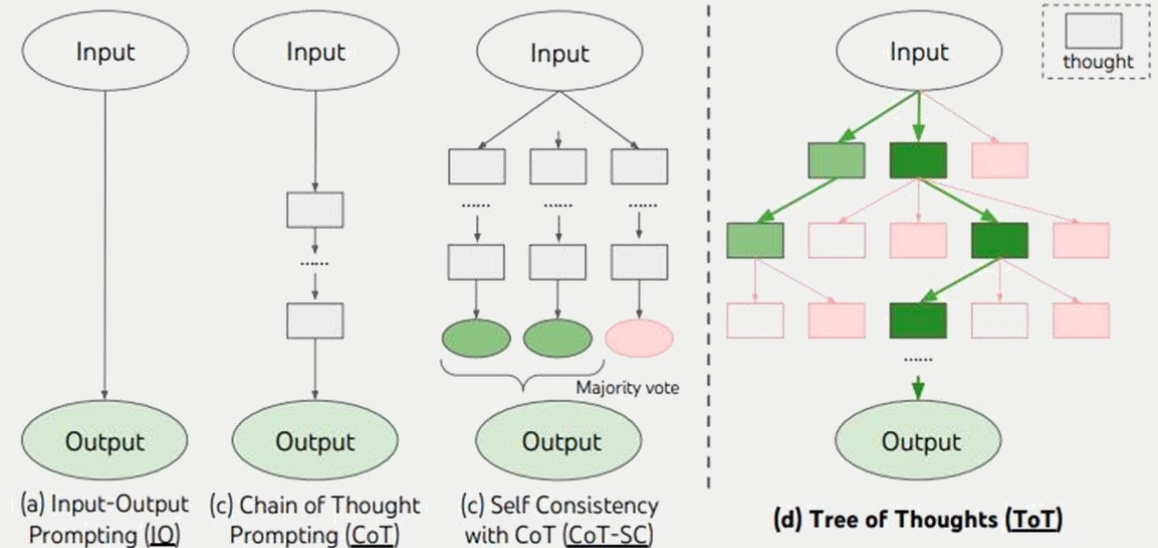 Input
Input
Input
Input
thought
......
......
......
......
......
Majority vote
Output
Output
Output
Output
(a) Input-Output
Prompting (IO)
(c) Chain of Thought
Prompting (CoT)
(c) Self Consistency
with CoT (CoT-SC)
(d) Tree of Thoughts (ToT)